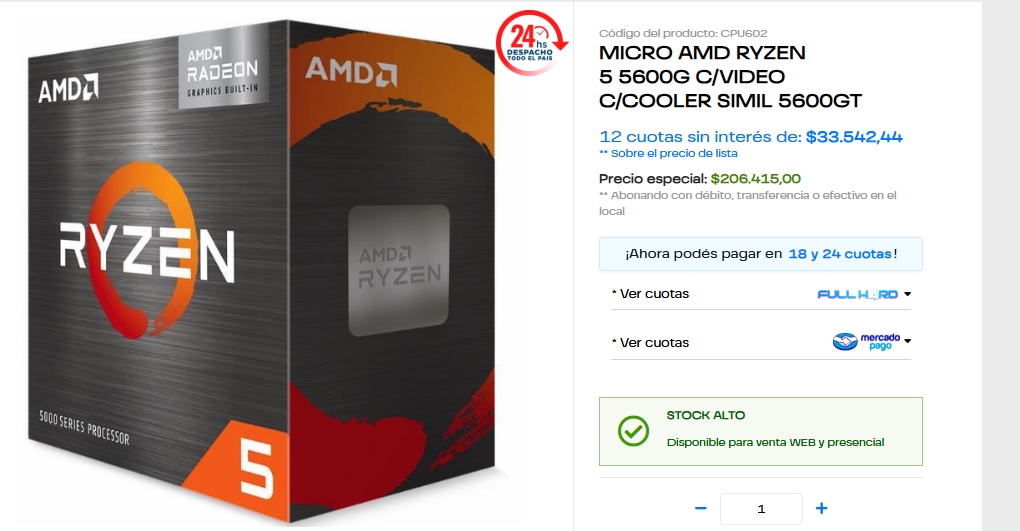 AMD
AMD
RADEON
GRAPHICS BUILT-IN
AMD
RYZEN
AMD
RYZEN
5000 SERIES PROCESSOR
5
24hs
DESPACHO
TODO EL PAIS
Código del producto: CPU602
MICRO AMD RYZEN
5 5600G C/VIDEO
C/COOLER SIMIL 5600GT
12 cuotas sin interés de: $33.542,44
** Sobre el precio de lista
Precio especial: $206.415,00
** Abonando con débito, transferencia o efectivo en el
local
¡Ahora podés pagar en 18 y 24 cuotas!
* Ver cuotas FULL H RD
* Ver cuotas mercado
pago
STOCK ALTO
Disponible para venta WEB y presencial
− 1 +